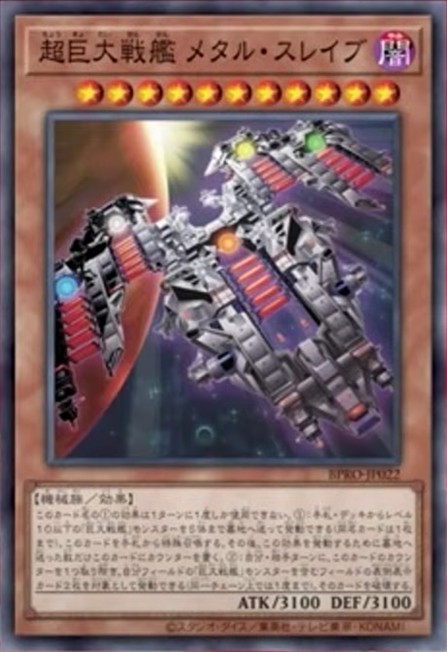 超巨大戦艦 メタル・スレイブ
闇
BPRO-JP022
【機械族／効果】
このカード名の①の効果は1ターンに1度しか使用できない。①：手札・デッキからレベル
10以下の「巨大戦艦」モンスターを5体まで墓地へ送って発動できる（同名カードは1枚
まで）。このカードを手札から特殊召喚する。その後、この効果を発動するために墓地へ
送った数だけこのカードにカウンターを置く。②：自分・相手ターンに、このカードのカウン
ターを1つ取り除き、自分フィールドの「巨大戦艦」モンスターを含むフィールドの表側表示
カード2枚を対象として発動できる（同一チェーン上では1度まで）。そのカードを破壊する。
ATK/3100 DEF/3100
©スタジオ・ダイス／集英社・テレビ東京・KONAMI